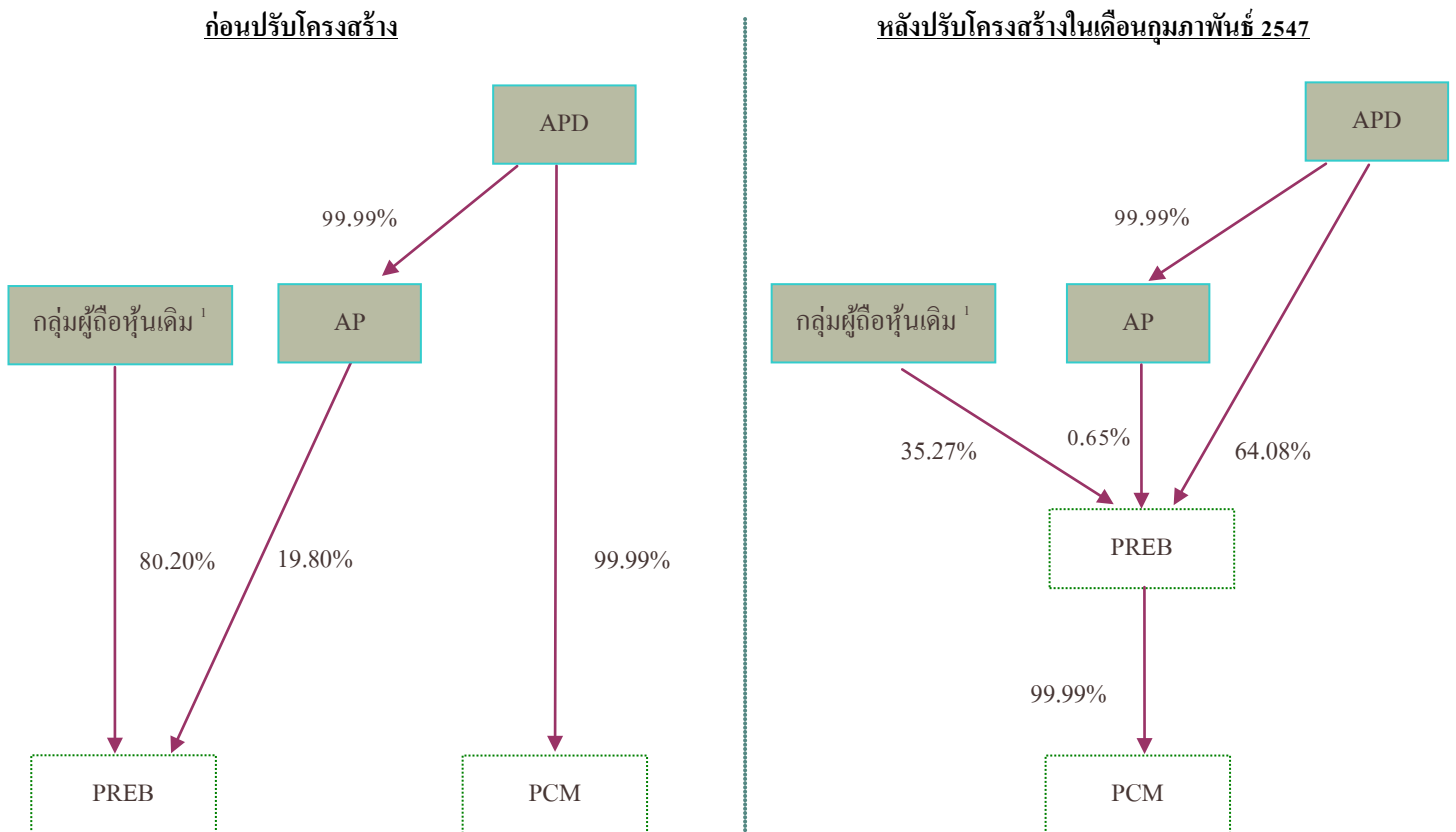 ก่อนปรับโครงสร้าง
APD
99.99%
กลุ่มผู้ถือหุ้นเดิม ¹
AP
80.20%
19.80%
99.99%
PREB
PCM
หลังปรับโครงสร้างในเดือนกุมภาพันธ์ 2547
APD
99.99%
กลุ่มผู้ถือหุ้นเดิม ¹
AP
35.27%
0.65%
64.08%
PREB
99.99%
PCM